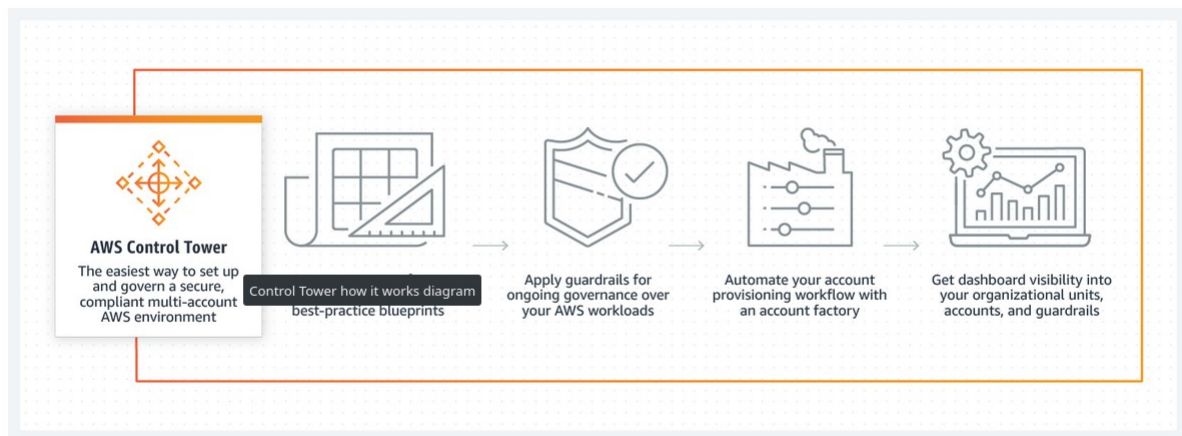 AWS Control Tower
The easiest way to set up
and govern a secure,
compliant multi-account
AWS environment
Control Tower how it works diagram
best-practice blueprints
Apply guardrails for
ongoing governance over
your AWS workloads
Automate your account
provisioning workflow with
an account factory
Get dashboard visibility into
your organizational units,
accounts, and guardrails